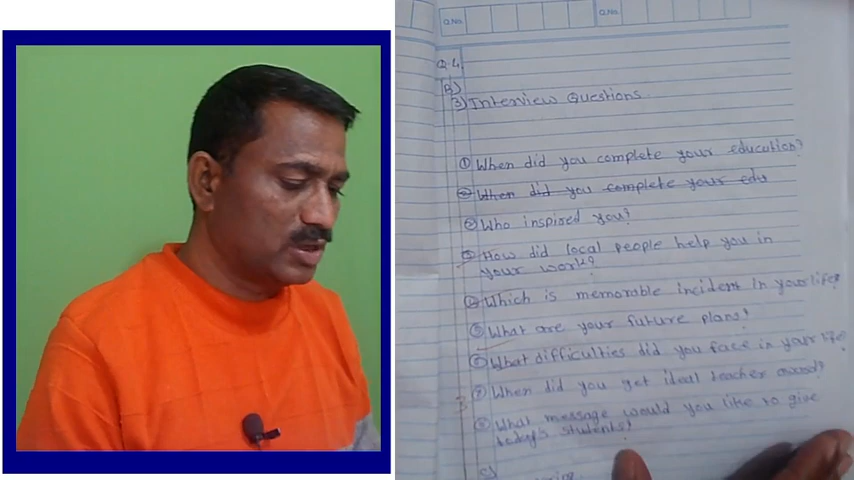 Q.No.
Q.No.
Q.4
B)
3) Interview Questions
① When did you complete your education?
② When did you complete your edu
② Who inspired you?
③ How did local people help you in
your work?
④ Which is memorable incident in your life?
⑤ What are your future plans?
⑥ What difficulties did you face in your life?
⑦ When did you get ideal teacher award?
3
⑧ What message would you like to give
today's students?
c)